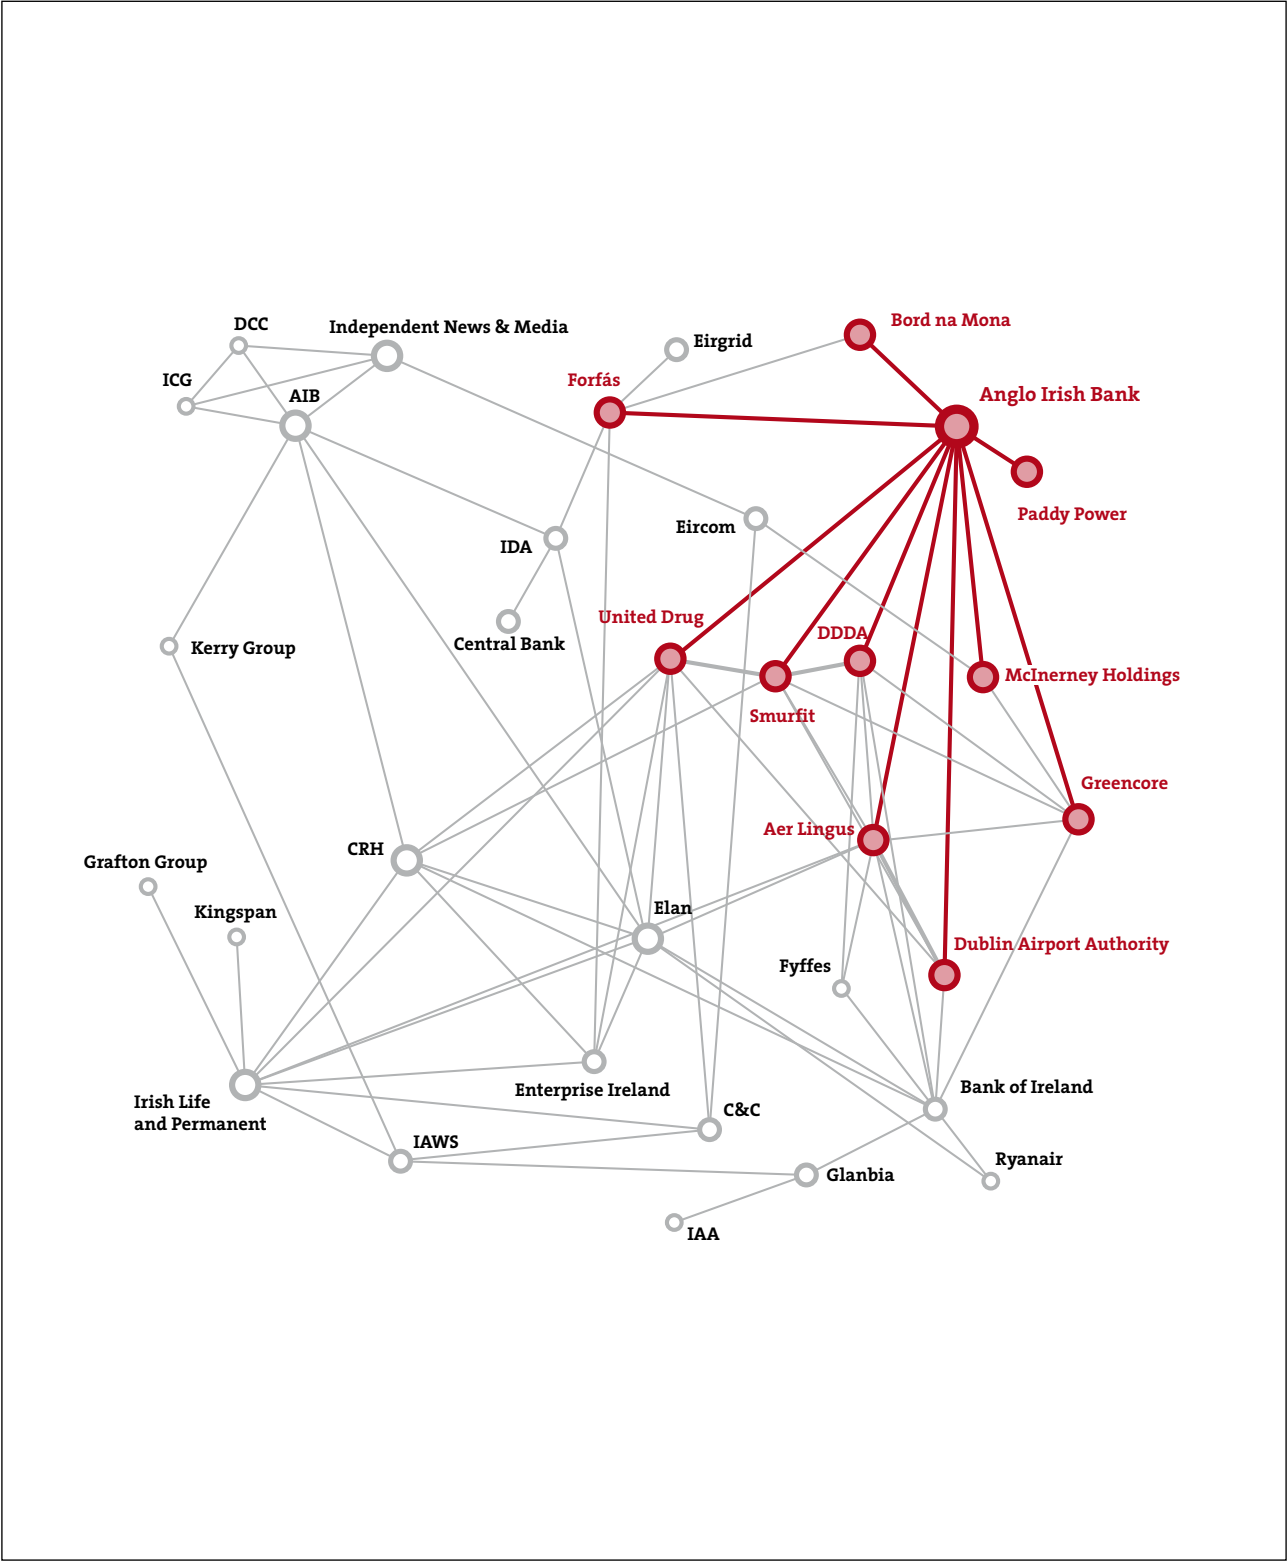 DCC
Independent News & Media
Bord na Mona
Eirgrid
ICG
Forfás
AIB
Anglo Irish Bank
Paddy Power
Eircom
IDA
United Drug
DDDA
Central Bank
Kerry Group
McInerney Holdings
Smurfit
Greencore
Aer Lingus
CRH
Grafton Group
Elan
Kingspan
Dublin Airport Authority
Fyffes
Enterprise Ireland
Bank of Ireland
Irish Life
and Permanent
C&C
IAWS
Ryanair
Glanbia
IAA